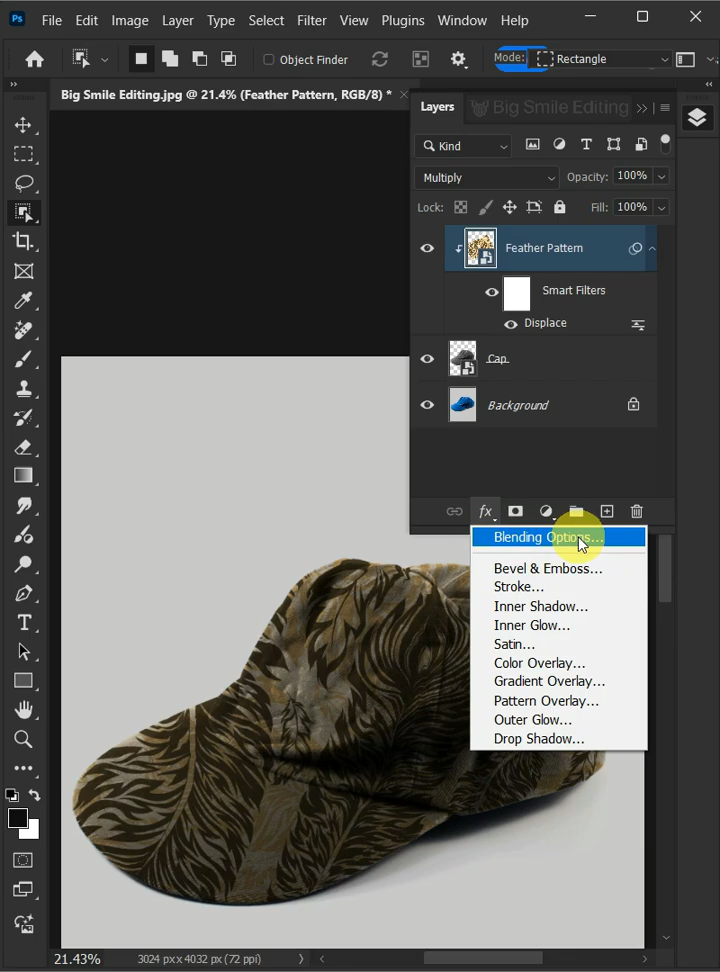 Ps File Edit Image Layer Type Select Filter View Plugins Window Help
Object Finder Mode: Rectangle
Big Smile Editing.jpg @ 21.4% (Feather Pattern, RGB/8) *
Layers Big Smile Editing
Kind
Multiply Opacity: 100%
Lock: Fill: 100%
Feather Pattern
Smart Filters
Displace
Cap
Background
fx
Blending Options...
Bevel & Emboss...
Stroke...
Inner Shadow...
Inner Glow...
Satin...
Color Overlay...
Gradient Overlay...
Pattern Overlay...
Outer Glow...
Drop Shadow...
21.43% 3024 px x 4032 px (72 ppi)